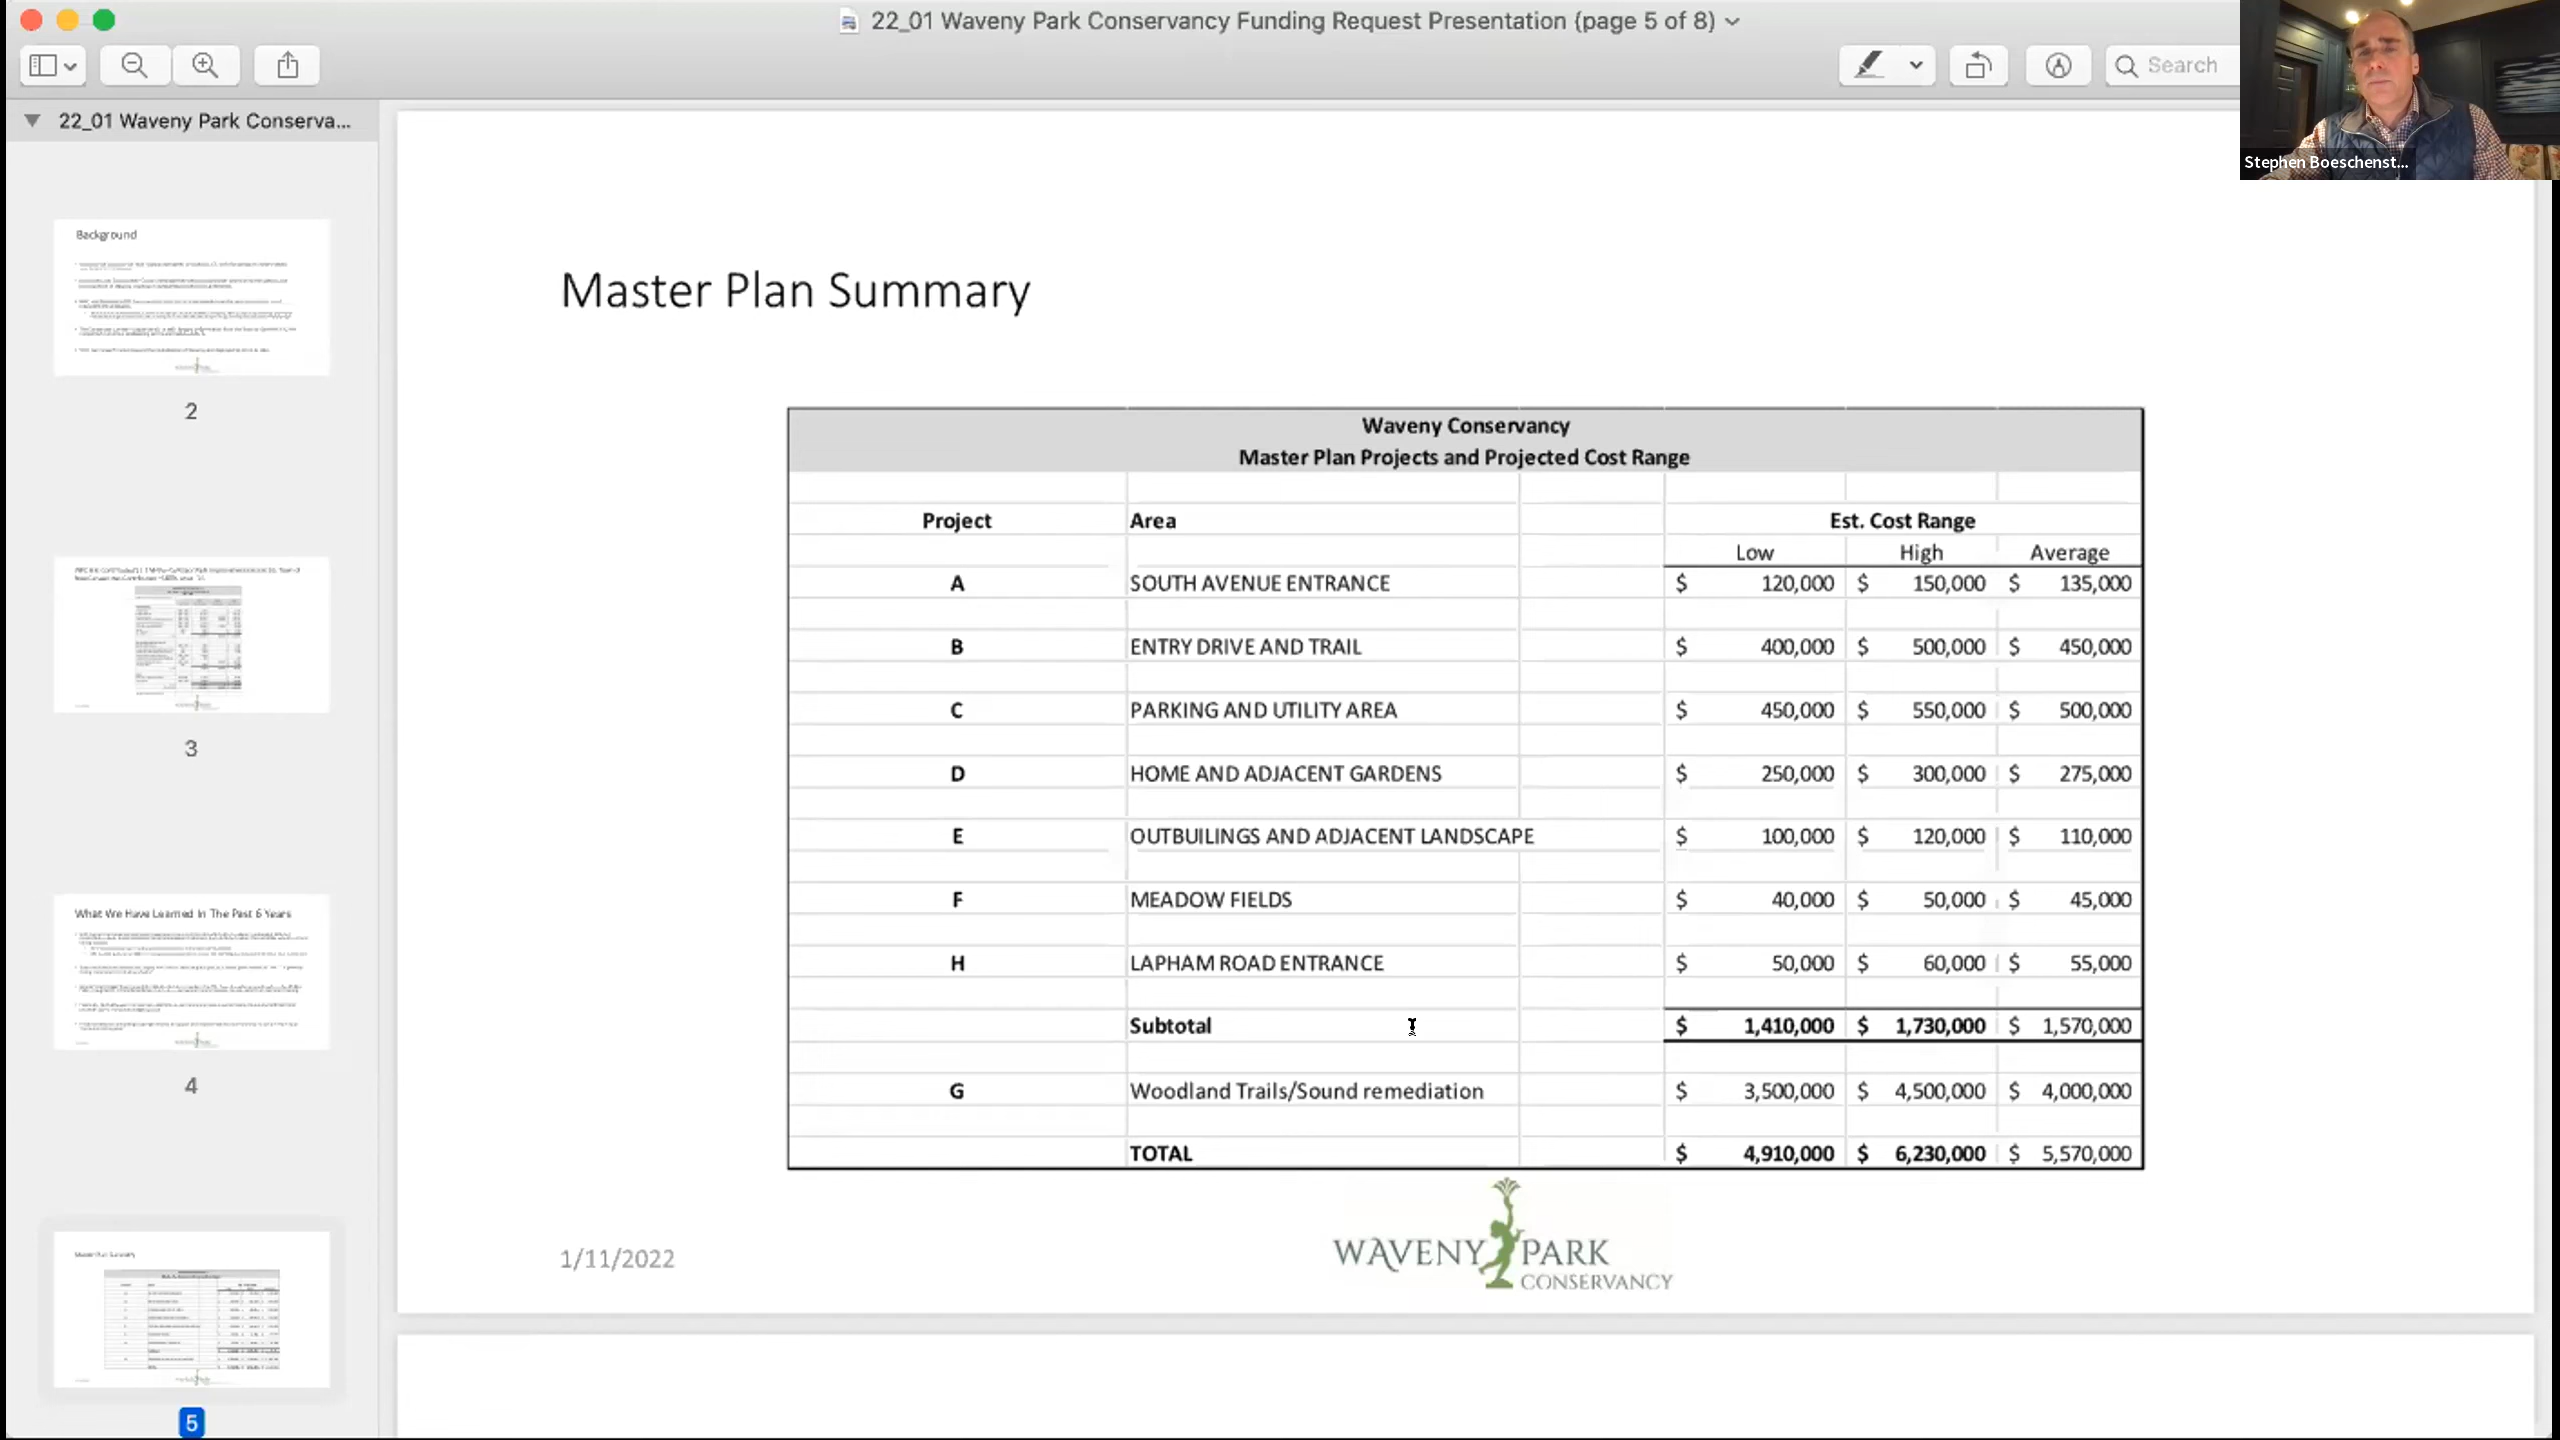 22_01 Waveny Park Conservancy Funding Request Presentation (page 5 of 8)
Search
Stephen Boeschenst...
22_01 Waveny Park Conserva...
Background
2
3
What We Have Learned In The Past 6 Years
4
Master Plan Summary
5
Master Plan Summary
Waveny Conservancy
Master Plan Projects and Projected Cost Range
Project Area Est. Cost Range
Low High Average
A SOUTH AVENUE ENTRANCE $ 120,000 $ 150,000 $ 135,000
B ENTRY DRIVE AND TRAIL $ 400,000 $ 500,000 $ 450,000
C PARKING AND UTILITY AREA $ 450,000 $ 550,000 $ 500,000
D HOME AND ADJACENT GARDENS $ 250,000 $ 300,000 $ 275,000
E OUTBUILINGS AND ADJACENT LANDSCAPE $ 100,000 $ 120,000 $ 110,000
F MEADOW FIELDS $ 40,000 $ 50,000 $ 45,000
H LAPHAM ROAD ENTRANCE $ 50,000 $ 60,000 $ 55,000
Subtotal $ 1,410,000 $ 1,730,000 $ 1,570,000
G Woodland Trails/Sound remediation $ 3,500,000 $ 4,500,000 $ 4,000,000
TOTAL $ 4,910,000 $ 6,230,000 $ 5,570,000
1/11/2022
WAVENY PARK
CONSERVANCY